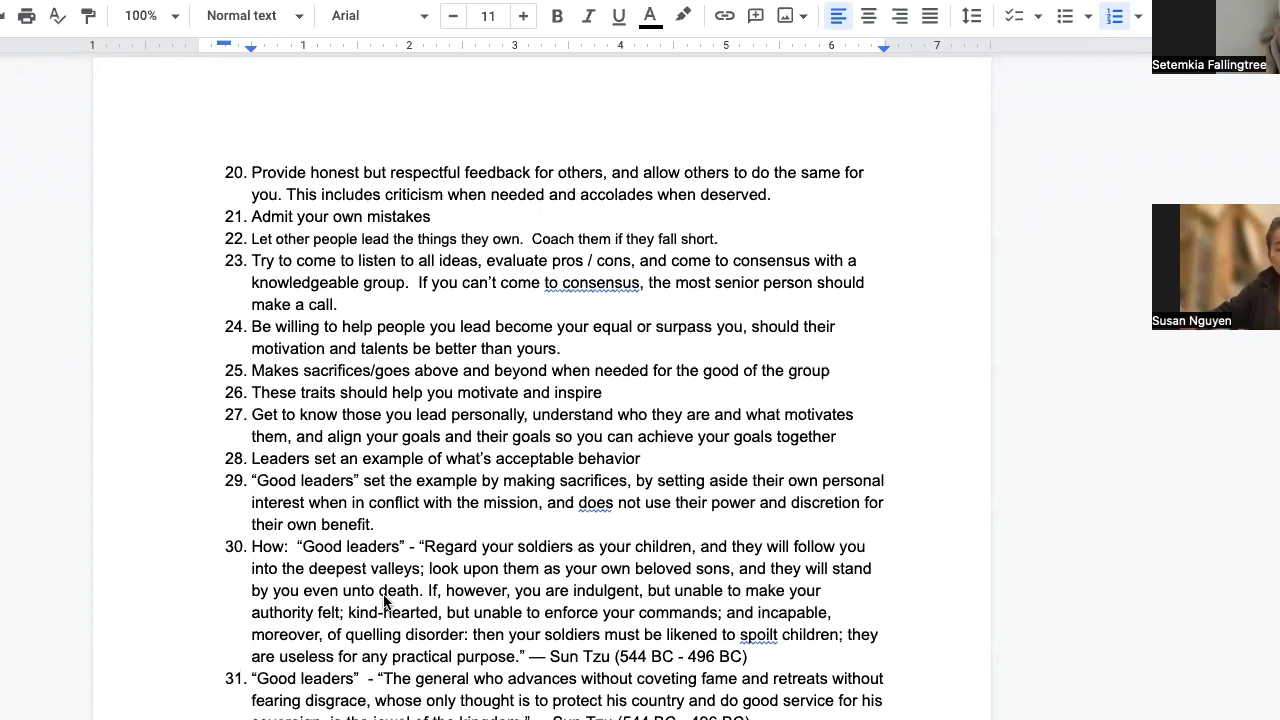 100%
Normal text
Arial
11
B I U A
1 1 2 3 4 5 6 7
Setemkia Fallingtree
Susan Nguyen
20. Provide honest but respectful feedback for others, and allow others to do the same for
you. This includes criticism when needed and accolades when deserved.
21. Admit your own mistakes
22. Let other people lead the things they own.  Coach them if they fall short.
23. Try to come to listen to all ideas, evaluate pros / cons, and come to consensus with a
knowledgeable group.  If you can’t come to consensus, the most senior person should
make a call.
24. Be willing to help people you lead become your equal or surpass you, should their
motivation and talents be better than yours.
25. Makes sacrifices/goes above and beyond when needed for the good of the group
26. These traits should help you motivate and inspire
27. Get to know those you lead personally, understand who they are and what motivates
them, and align your goals and their goals so you can achieve your goals together
28. Leaders set an example of what’s acceptable behavior
29. “Good leaders” set the example by making sacrifices, by setting aside their own personal
interest when in conflict with the mission, and does not use their power and discretion for
their own benefit.
30. How:  “Good leaders” - “Regard your soldiers as your children, and they will follow you
into the deepest valleys; look upon them as your own beloved sons, and they will stand
by you even unto death. If, however, you are indulgent, but unable to make your
authority felt; kind-hearted, but unable to enforce your commands; and incapable,
moreover, of quelling disorder: then your soldiers must be likened to spoilt children; they
are useless for any practical purpose.” — Sun Tzu (544 BC - 496 BC)
31. “Good leaders”  - “The general who advances without coveting fame and retreats without
fearing disgrace, whose only thought is to protect his country and do good service for his
sovereign, is the jewel of the kingdom.” — Sun Tzu (544 BC - 496 BC)